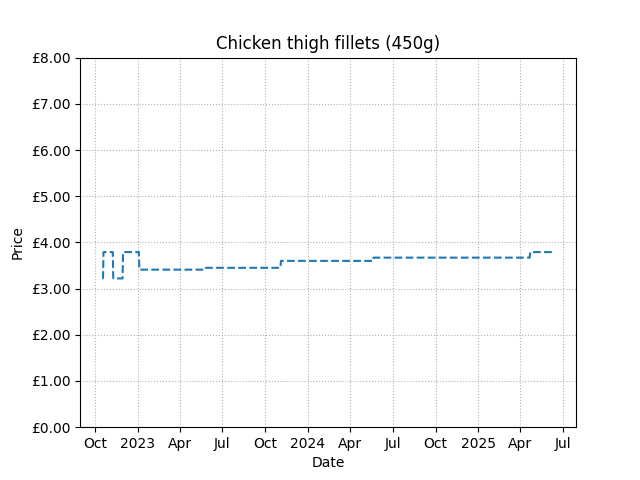 Chicken thigh fillets (450g)
£8.00
£7.00
£6.00
£5.00
£4.00
£3.00
£2.00
£1.00
£0.00
Price
Oct 2023 Apr Jul Oct 2024 Apr Jul Oct 2025 Apr Jul
Date